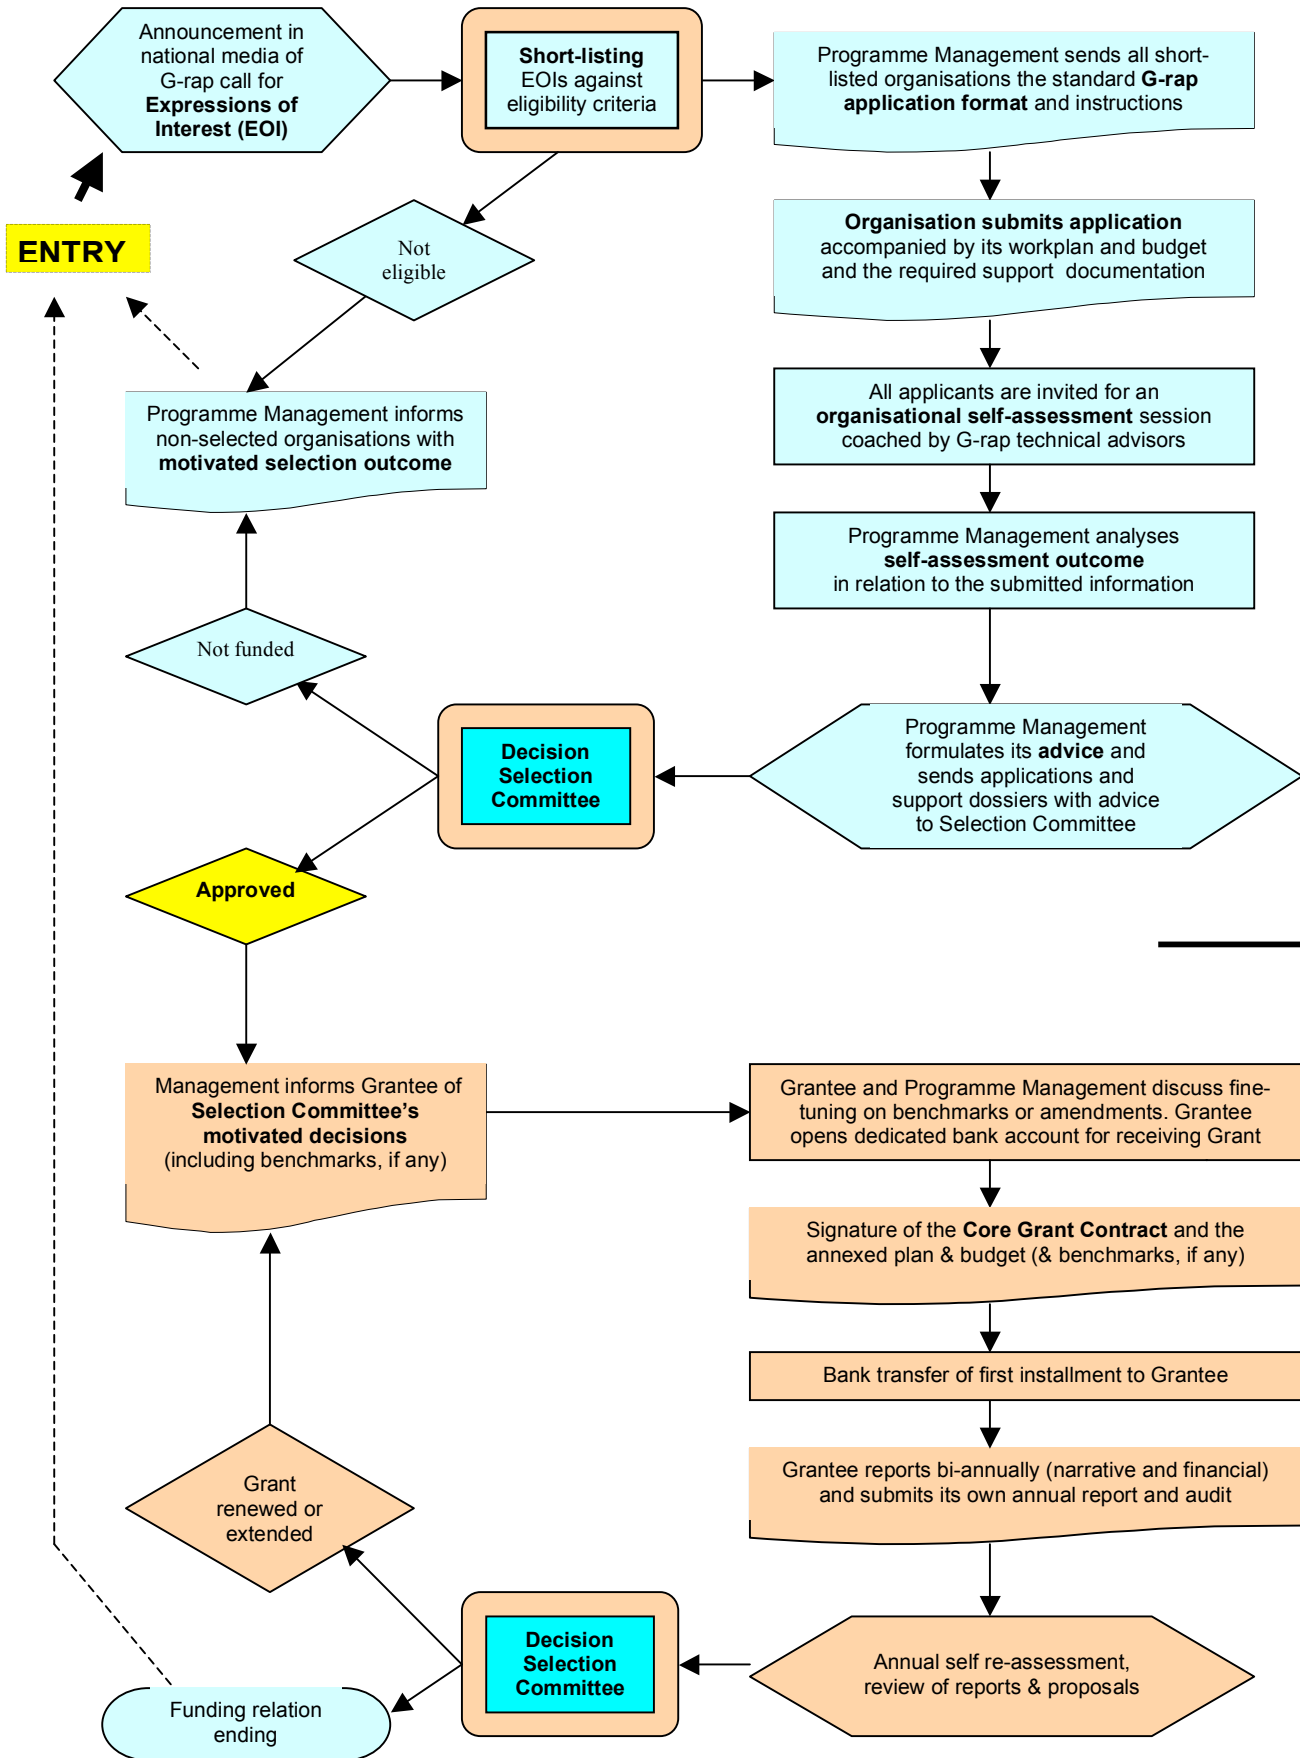 Announcement in
national media of
G-rap call for
Expressions of
Interest (EOI)
Short-listing
EOIs against
eligibility criteria
Programme Management sends all short-
listed organisations the standard G-rap
application format and instructions
ENTRY
Not
eligible
Organisation submits application
accompanied by its workplan and budget
and the required support documentation
Programme Management informs
non-selected organisations with
motivated selection outcome
All applicants are invited for an
organisational self-assessment session
coached by G-rap technical advisors
Programme Management analyses
self-assessment outcome
in relation to the submitted information
Not funded
Decision
Selection
Committee
Programme Management
formulates its advice and
sends applications and
support dossiers with advice
to Selection Committee
Approved
Management informs Grantee of
Selection Committee's
motivated decisions
(including benchmarks, if any)
Grantee and Programme Management discuss fine-
tuning on benchmarks or amendments. Grantee
opens dedicated bank account for receiving Grant
Signature of the Core Grant Contract and the
annexed plan & budget (& benchmarks, if any)
Bank transfer of first installment to Grantee
Grantee reports bi-annually (narrative and financial)
and submits its own annual report and audit
Grant
renewed or
extended
Decision
Selection
Committee
Annual self re-assessment,
review of reports & proposals
Funding relation
ending